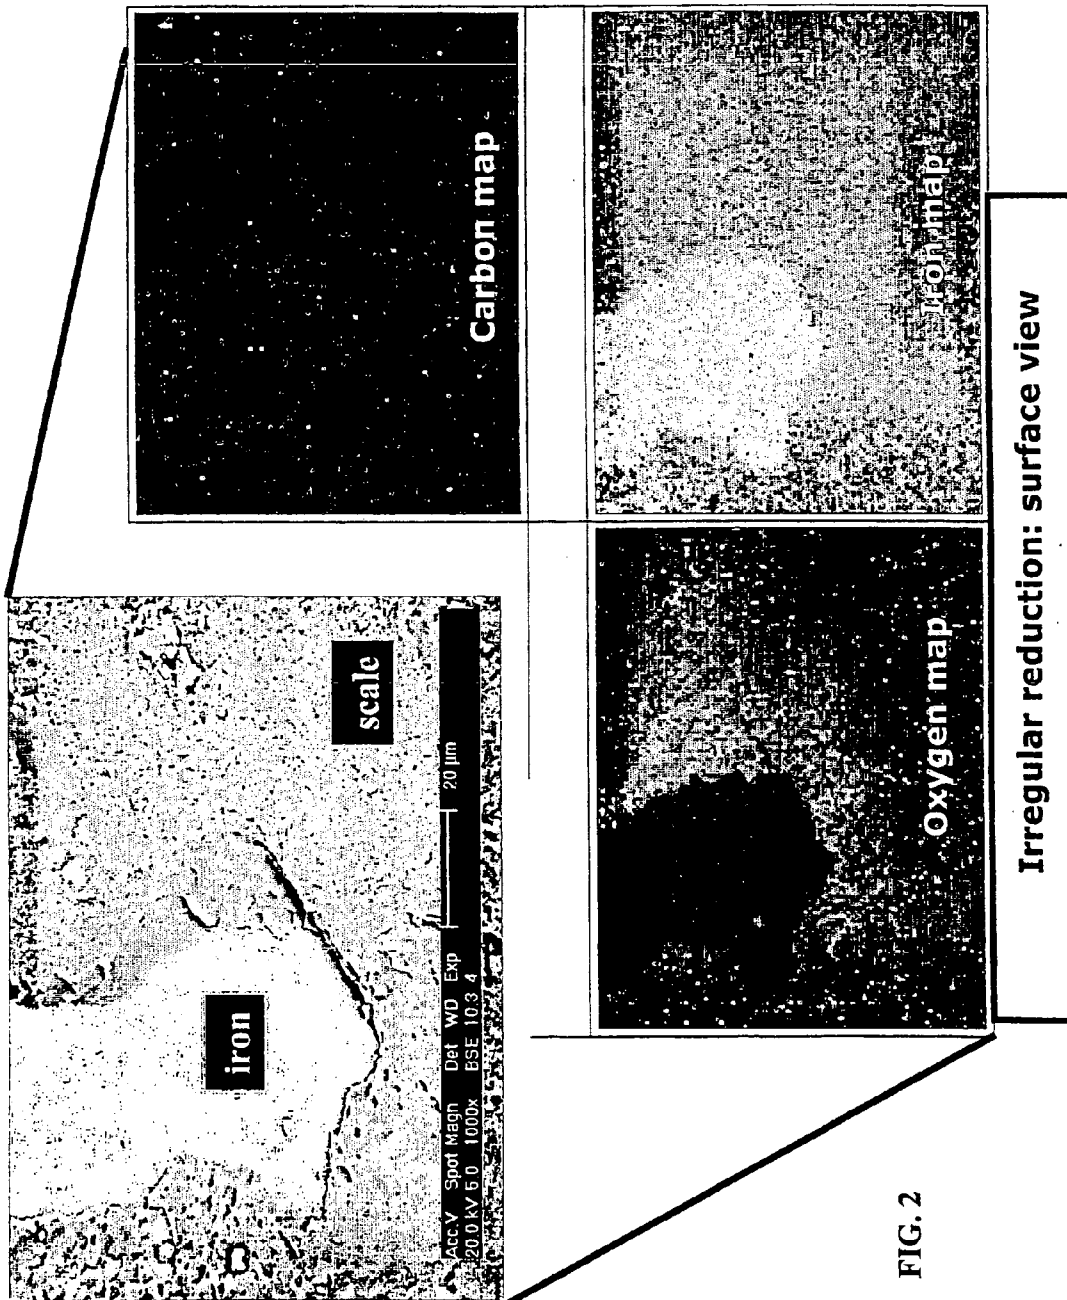 iron
scale
Acc.V Spot Magn Det WD Exp
20.0 kV 5.0 1000x BSE 10.3 4
20 µm
Carbon map
Oxygen map
Iron map
Irregular reduction: surface view
FIG. 2